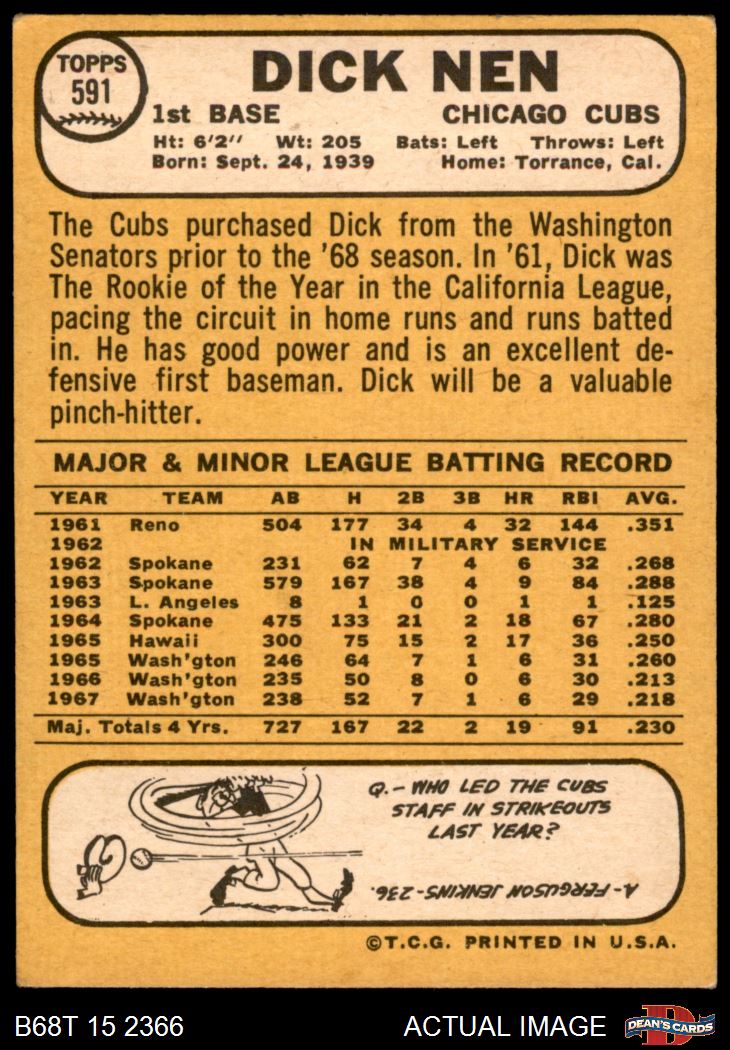 TOPPS
591
DICK NEN
1st BASE CHICAGO CUBS
Ht: 6'2" Wt: 205 Bats: Left Throws: Left
Born: Sept. 24, 1939 Home: Torrance, Cal.
The Cubs purchased Dick from the Washington
Senators prior to the '68 season. In '61, Dick was
The Rookie of the Year in the California League,
pacing the circuit in home runs and runs batted
in. He has good power and is an excellent de-
fensive first baseman. Dick will be a valuable
pinch-hitter.
MAJOR & MINOR LEAGUE BATTING RECORD
YEAR TEAM AB H 2B 3B HR RBI AVG.
1961 Reno 504 177 34 4 32 144 .351
1962 IN MILITARY SERVICE
1962 Spokane 231 62 7 4 6 32 .268
1963 Spokane 579 167 38 4 9 84 .288
1963 L. Angeles 8 1 0 0 1 1 .125
1964 Spokane 475 133 21 2 18 67 .280
1965 Hawaii 300 75 15 2 17 36 .250
1965 Wash'gton 246 64 7 1 6 31 .260
1966 Wash'gton 235 50 8 0 6 30 .213
1967 Wash'gton 238 52 7 1 6 29 .218
Maj. Totals 4 Yrs. 727 167 22 2 19 91 .230
Q.- WHO LED THE CUBS
STAFF IN STRIKEOUTS
LAST YEAR?
A-FERGUSON JENKINS-236.
©T.C.G. PRINTED IN U.S.A.
B68T 15 2366 ACTUAL IMAGE
DEAN'S CARDS